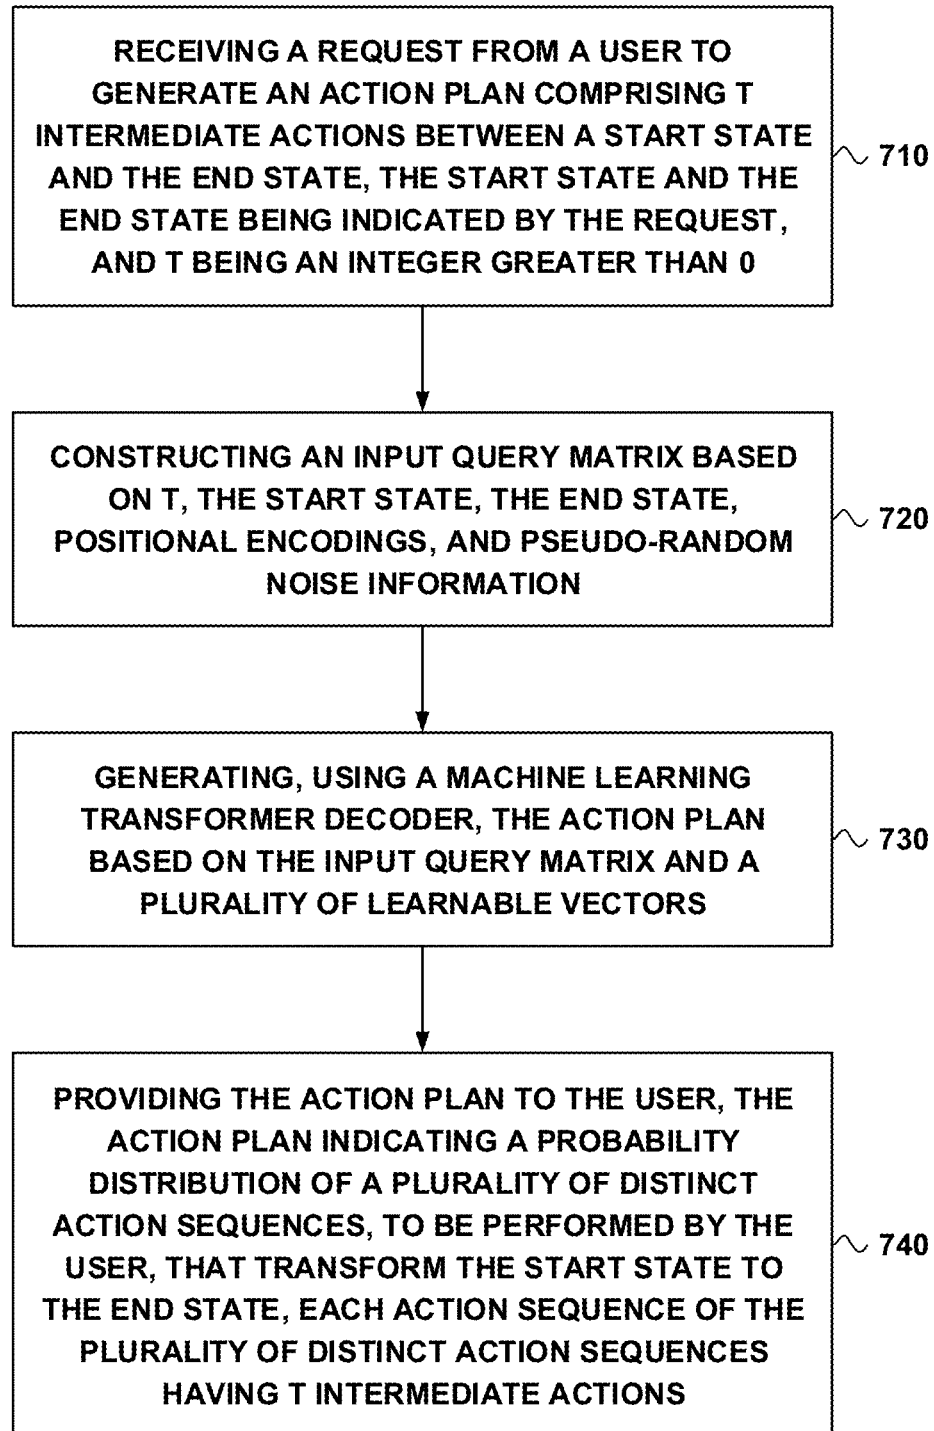 RECEIVING A REQUEST FROM A USER TO
GENERATE AN ACTION PLAN COMPRISING T
INTERMEDIATE ACTIONS BETWEEN A START STATE
AND THE END STATE, THE START STATE AND THE
END STATE BEING INDICATED BY THE REQUEST,
AND T BEING AN INTEGER GREATER THAN 0
710
CONSTRUCTING AN INPUT QUERY MATRIX BASED
ON T, THE START STATE, THE END STATE,
POSITIONAL ENCODINGS, AND PSEUDO-RANDOM
NOISE INFORMATION
720
GENERATING, USING A MACHINE LEARNING
TRANSFORMER DECODER, THE ACTION PLAN
BASED ON THE INPUT QUERY MATRIX AND A
PLURALITY OF LEARNABLE VECTORS
730
PROVIDING THE ACTION PLAN TO THE USER, THE
ACTION PLAN INDICATING A PROBABILITY
DISTRIBUTION OF A PLURALITY OF DISTINCT
ACTION SEQUENCES, TO BE PERFORMED BY THE
USER, THAT TRANSFORM THE START STATE TO
THE END STATE, EACH ACTION SEQUENCE OF THE
PLURALITY OF DISTINCT ACTION SEQUENCES
HAVING T INTERMEDIATE ACTIONS
740